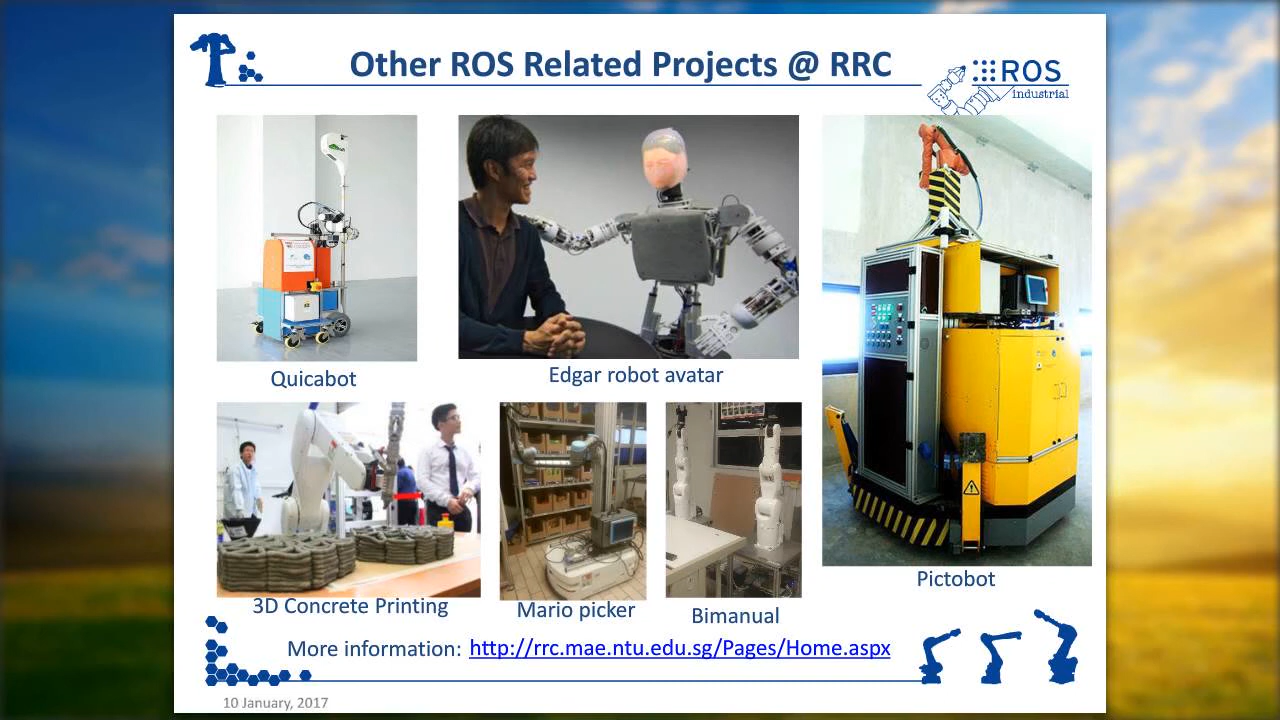 Other ROS Related Projects @ RRC
ROS
industrial
Quicabot
Edgar robot avatar
3D Concrete Printing
Mario picker
Bimanual
Pictobot
More information: http://rrc.mae.ntu.edu.sg/Pages/Home.aspx
10 January, 2017